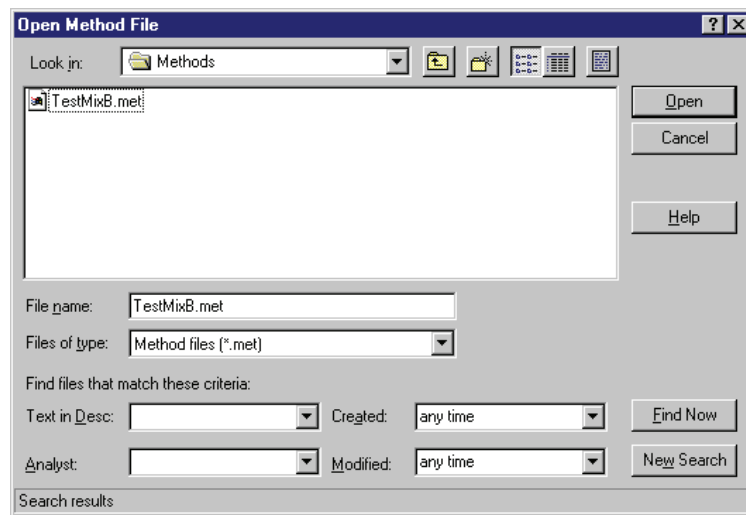 Open Method File
Look in: Methods
TestMixB.met
Open
Cancel
Help
File name: TestMixB.met
Files of type: Method files (*.met)
Find files that match these criteria:
Text in Desc: Created: any time Find Now
Analyst: Modified: any time New Search
Search results